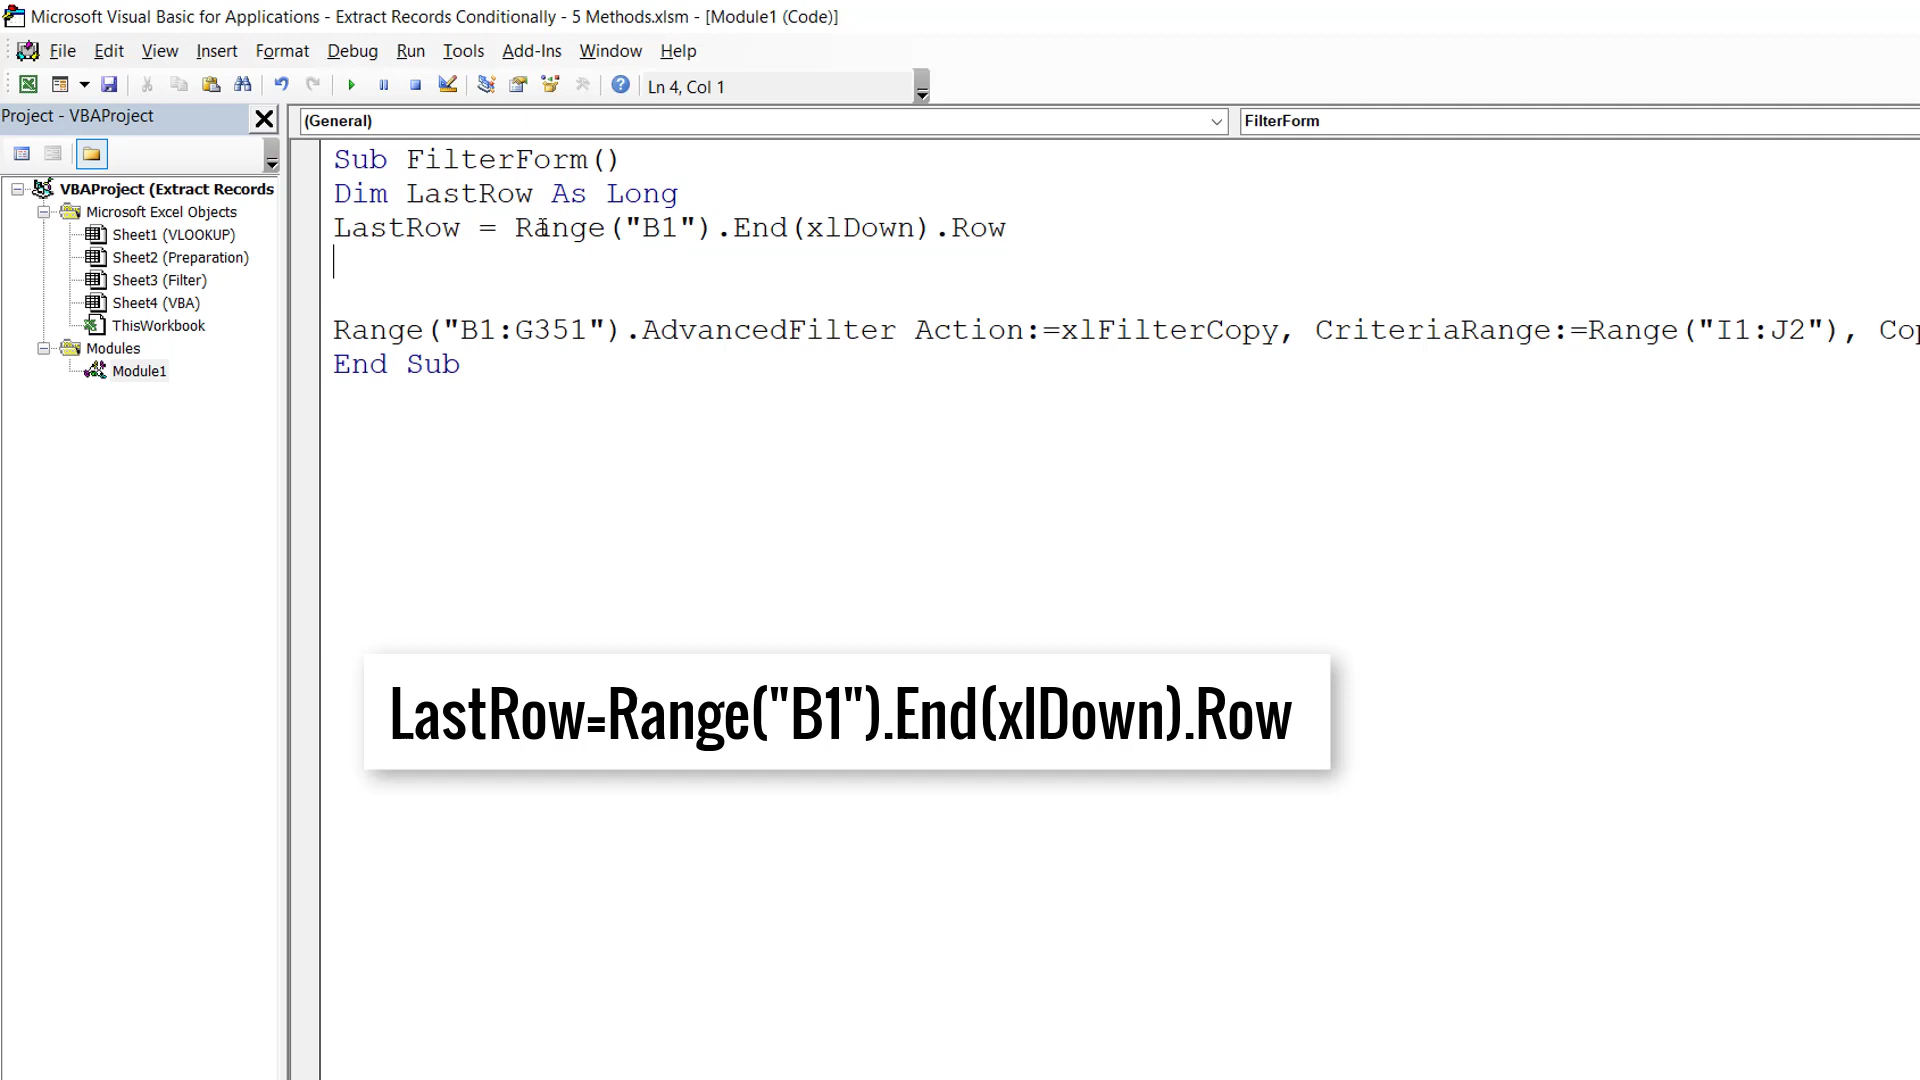 Microsoft Visual Basic for Applications - Extract Records Conditionally - 5 Methods.xlsm - [Module1 (Code)]
File Edit View Insert Format Debug Run Tools Add-Ins Window Help
Ln 4, Col 1
Project - VBAProject
(General) FilterForm
VBAProject (Extract Records
Microsoft Excel Objects
Sheet1 (VLOOKUP)
Sheet2 (Preparation)
Sheet3 (Filter)
Sheet4 (VBA)
ThisWorkbook
Modules
Module1
Sub FilterForm()
Dim LastRow As Long
LastRow = Range("B1").End(xlDown).Row
Range("B1:G351").AdvancedFilter Action:=xlFilterCopy, CriteriaRange:=Range("I1:J2"), Cop
End Sub
LastRow=Range("B1").End(xlDown).Row